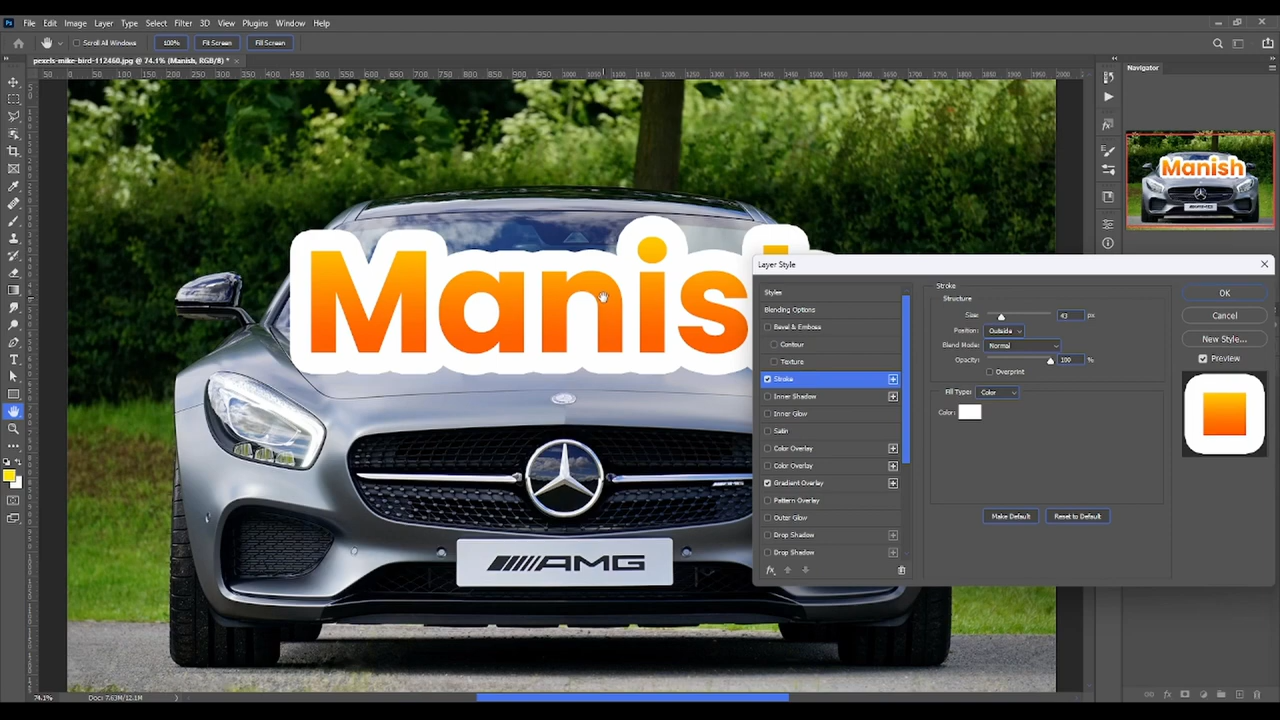 Ps File Edit Image Layer Type Select Filter 3D View Plugins Window Help
Scroll All Windows 100% Fit Screen Fill Screen
pexels-mike-bird-112460.jpg @ 74.1% (Manish, RGB/8) *
Navigator
Manish
Manish
AMG
Layer Style
Styles
Blending Options
Bevel & Emboss
Contour
Texture
Stroke
Inner Shadow
Inner Glow
Satin
Color Overlay
Color Overlay
Gradient Overlay
Pattern Overlay
Outer Glow
Drop Shadow
Drop Shadow
fx
Stroke
Structure
Size: 43 px
Position: Outside
Blend Mode: Normal
Opacity: 100 %
Overprint
Fill Type: Color
Color:
Make Default Reset to Default
OK
Cancel
New Style...
Preview
74.1% Doc: 7.63M/12.1M